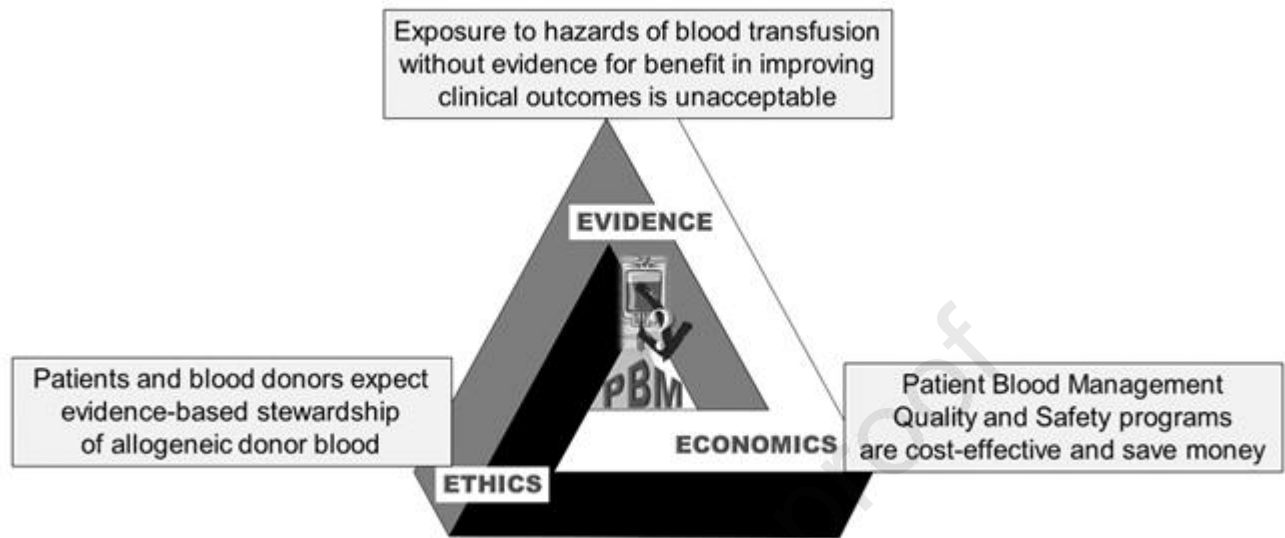 Exposure to hazards of blood transfusion
without evidence for benefit in improving
clinical outcomes is unacceptable
EVIDENCE
?
PBM
Patients and blood donors expect
evidence-based stewardship
of allogeneic donor blood
Patient Blood Management
Quality and Safety programs
are cost-effective and save money
ECONOMICS
ETHICS
proof